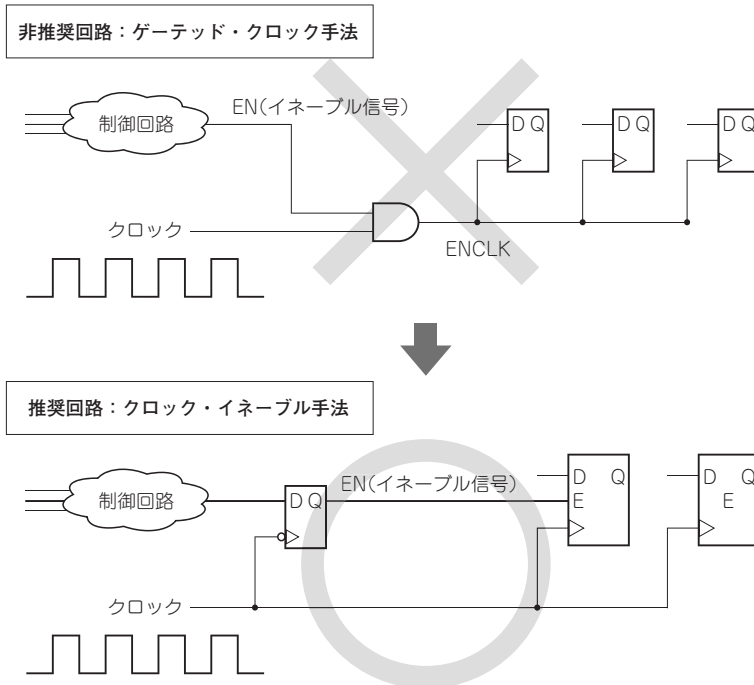 非推奨回路：ゲーテッド・クロック手法
制御回路
EN(イネーブル信号)
D Q
D Q
D Q
クロック
ENCLK
推奨回路：クロック・イネーブル手法
制御回路
D Q
EN(イネーブル信号)
D Q
E
D Q
E
クロック